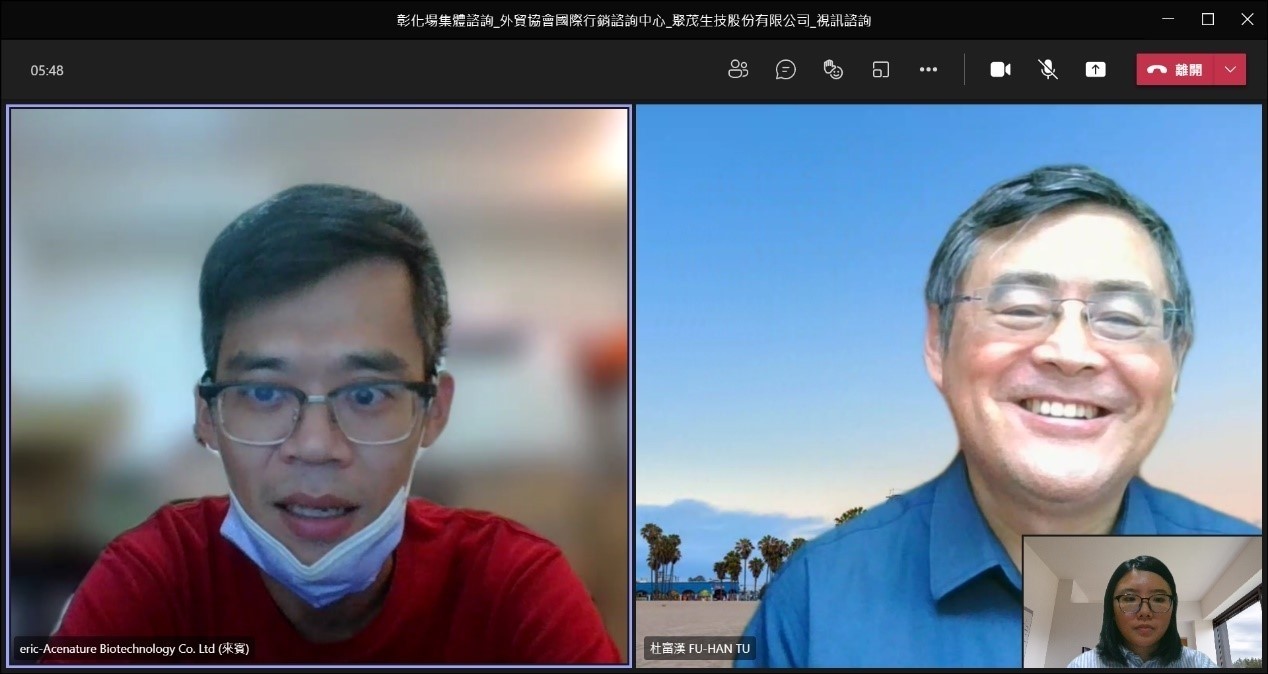 彰化場集體諮詢_外貿協會國際行銷諮詢中心_聚茂生技股份有限公司_視訊諮詢
05:48
離開
eric-Acenature Biotechnology Co. Ltd (來賓)
杜富漢 FU-HAN TU